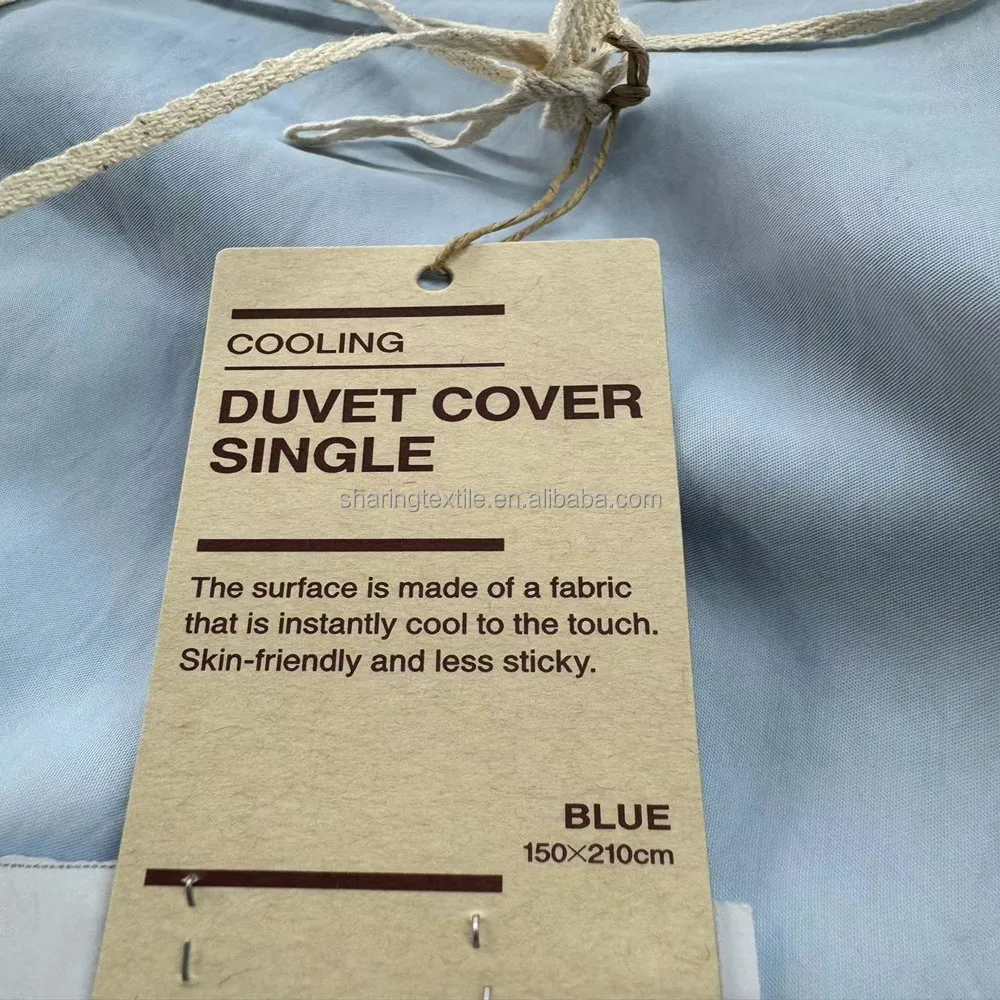 COOLING
DUVET COVER
SINGLE
sharingtextile.en.alibaba.com
The surface is made of a fabric
that is instantly cool to the touch.
Skin-friendly and less sticky.
BLUE
150×210cm